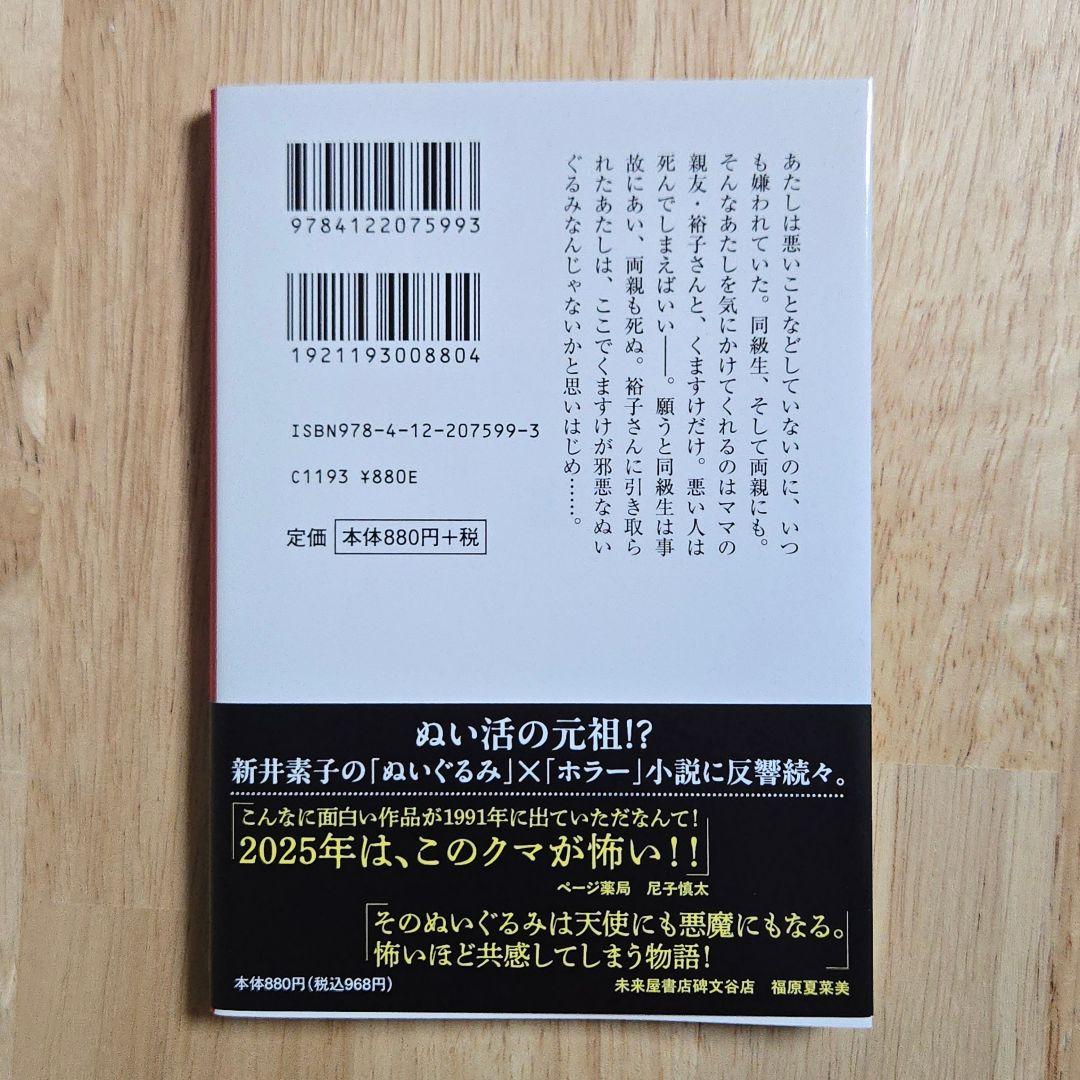 あたしは悪いことなどしていないのに、いつ
も嫌われていた。同級生、そして両親にも。
そんなあたしを気にかけてくれるのはママの
親友・裕子さんと、くますけだけ。悪い人は
死んでしまえばいい――。願うと同級生は事
故にあい、両親も死ぬ。裕子さんに引き取ら
れたあたしは、ここでくますけが邪悪なぬい
ぐるみなんじゃないかと思いはじめ……。
9784122075993
1921193008804
ISBN978-4-12-207599-3
C1193 ¥880E
定価 本体880円+税
ぬい活の元祖!?
新井素子の「ぬいぐるみ」×「ホラー」小説に反響続々。
「こんなに面白い作品が1991年に出ていただなんて!
2025年は、このクマが怖い!!」
ページ薬局 尼子慎太
「そのぬいぐるみは天使にも悪魔にもなる。
怖いほど共感してしまう物語!」
未来屋書店碑文谷店 福原夏菜美
本体880円(税込968円)